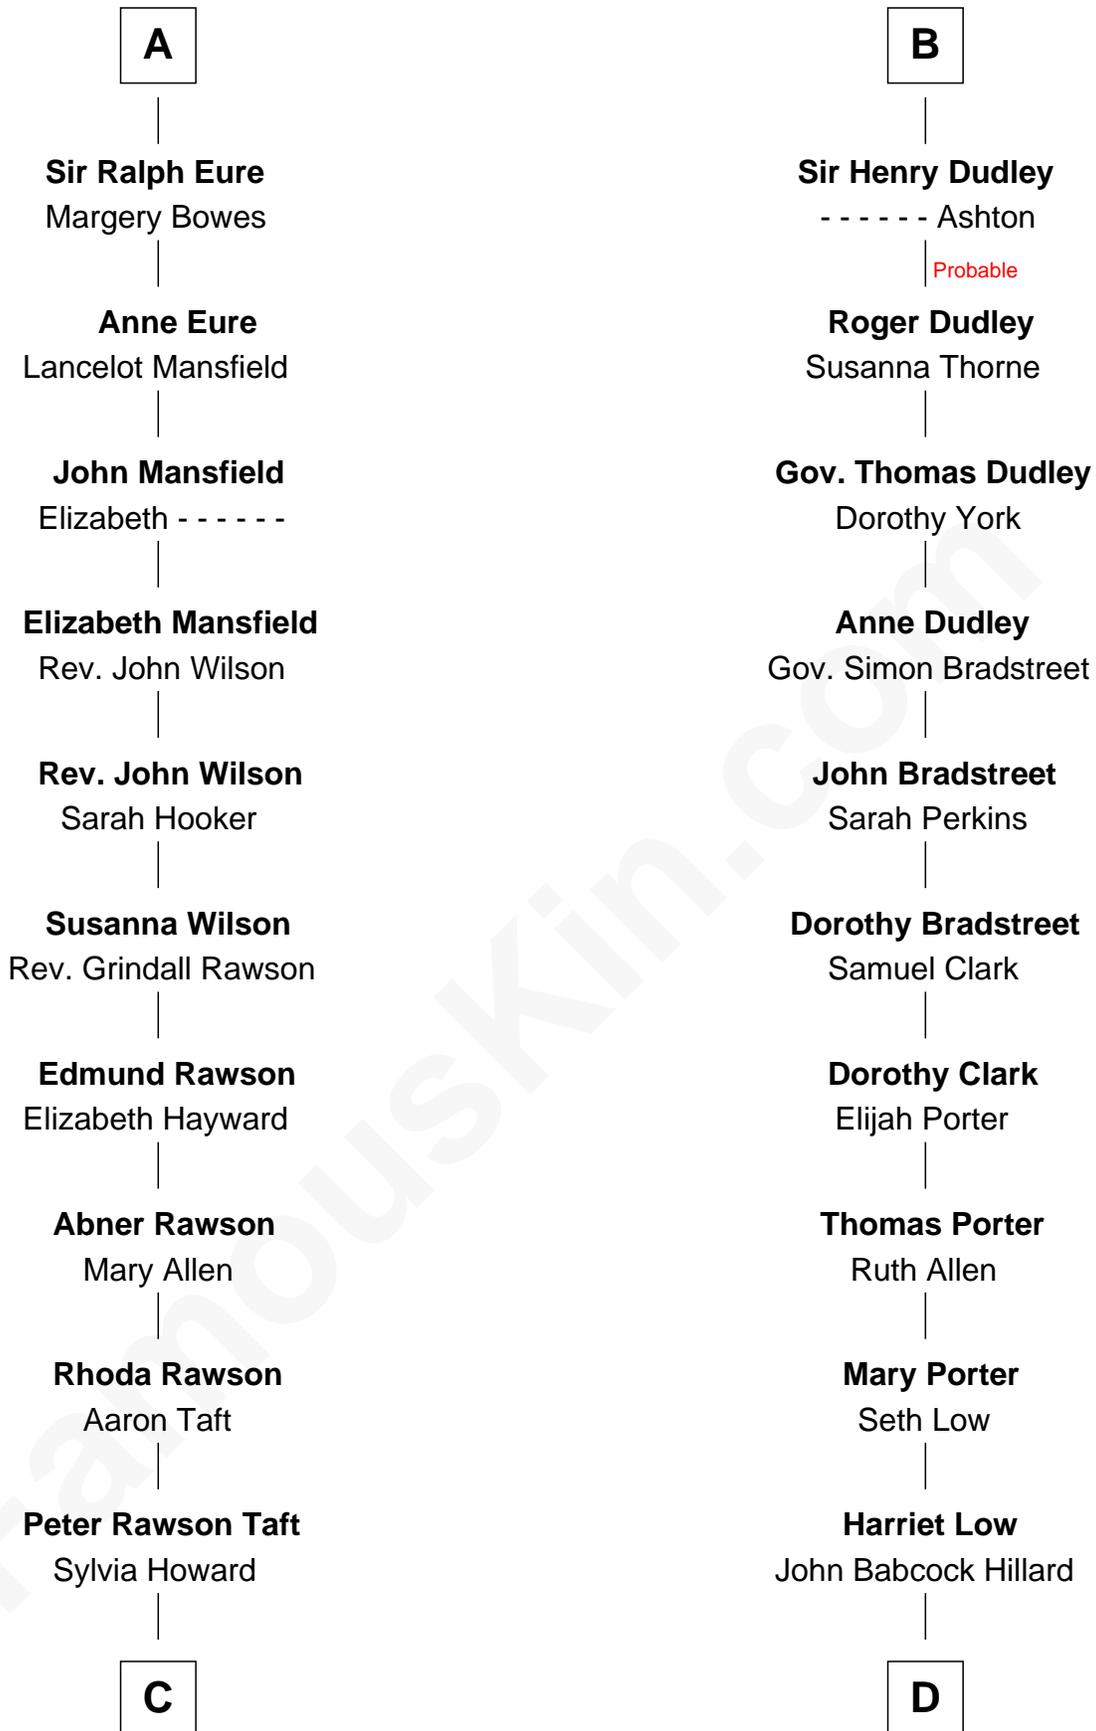 A
Sir Ralph Eure
Margery Bowes
Anne Eure
Lancelot Mansfield
John Mansfield
Elizabeth - - - - - -
Elizabeth Mansfield
Rev. John Wilson
Rev. John Wilson
Sarah Hooker
Susanna Wilson
Rev. Grindall Rawson
Edmund Rawson
Elizabeth Hayward
Abner Rawson
Mary Allen
Rhoda Rawson
Aaron Taft
Peter Rawson Taft
Sylvia Howard
C
B
Sir Henry Dudley
- - - - - - Ashton
Probable
Roger Dudley
Susanna Thorne
Gov. Thomas Dudley
Dorothy York
Anne Dudley
Gov. Simon Bradstreet
John Bradstreet
Sarah Perkins
Dorothy Bradstreet
Samuel Clark
Dorothy Clark
Elijah Porter
Thomas Porter
Ruth Allen
Mary Porter
Seth Low
Harriet Low
John Babcock Hillard
D
FamousKin.com